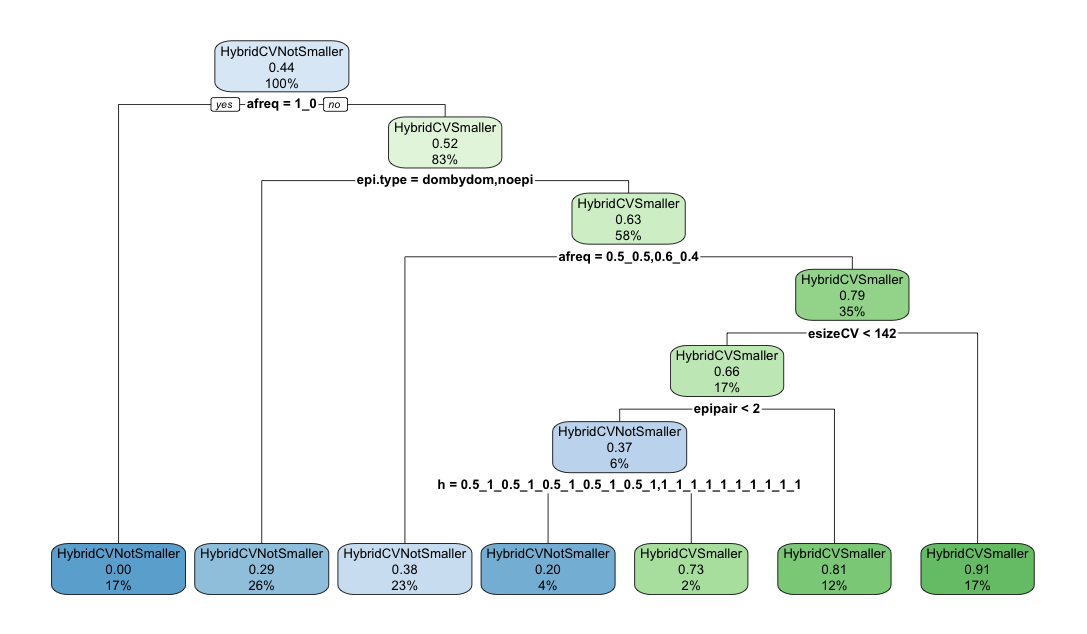 HybridCVNotSmaller
0.44
100%
yes afreq = 1_0 no
HybridCVSmaller
0.52
83%
epi.type = dombydom,noepi
HybridCVSmaller
0.63
58%
afreq = 0.5_0.5,0.6_0.4
HybridCVSmaller
0.79
35%
esizeCV < 142
HybridCVSmaller
0.66
17%
epipair < 2
HybridCVNotSmaller
0.37
6%
h = 0.5_1_0.5_1_0.5_1_0.5_1_0.5_1,1_1_1_1_1_1_1_1_1_1
HybridCVNotSmaller
0.00
17%
HybridCVNotSmaller
0.29
26%
HybridCVNotSmaller
0.38
23%
HybridCVNotSmaller
0.20
4%
HybridCVSmaller
0.73
2%
HybridCVSmaller
0.81
12%
HybridCVSmaller
0.91
17%